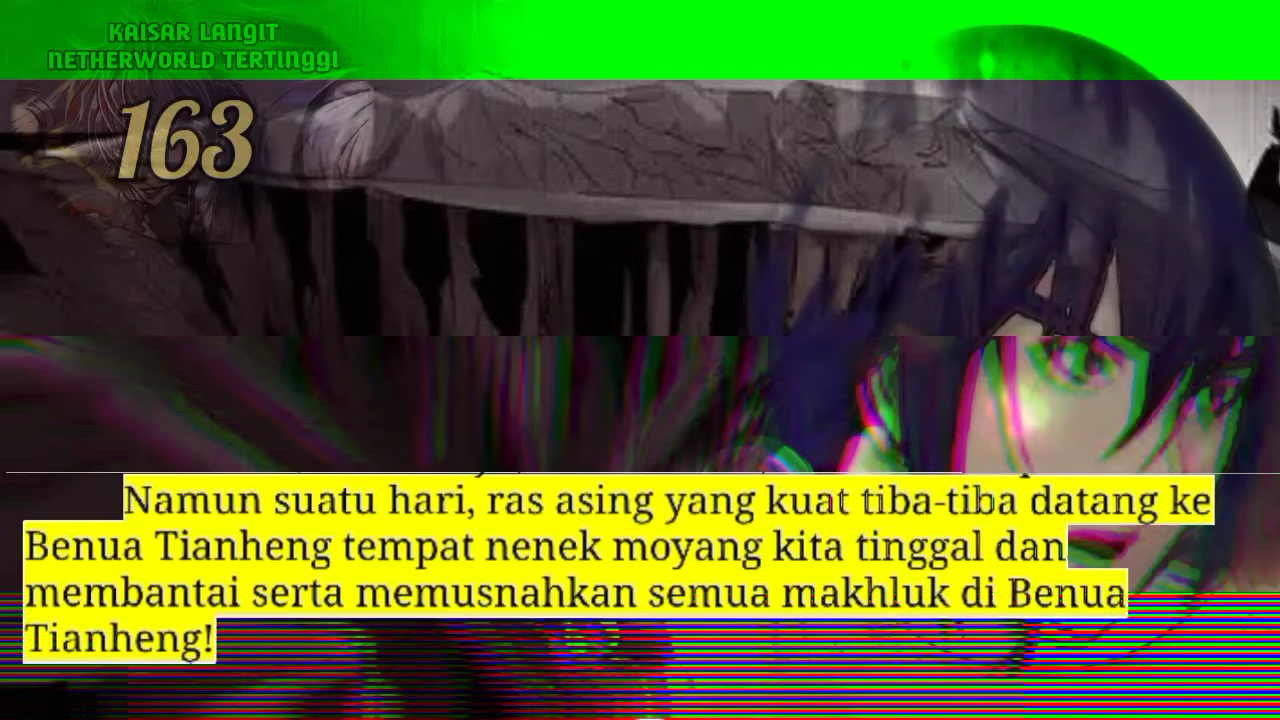 KAISAR LANGIT
NETHERWORLD TERTINGGI
163
Namun suatu hari, ras asing yang kuat tiba-tiba datang ke
Benua Tianheng tempat nenek moyang kita tinggal dan
membantai serta memusnahkan semua makhluk di Benua
Tianheng!